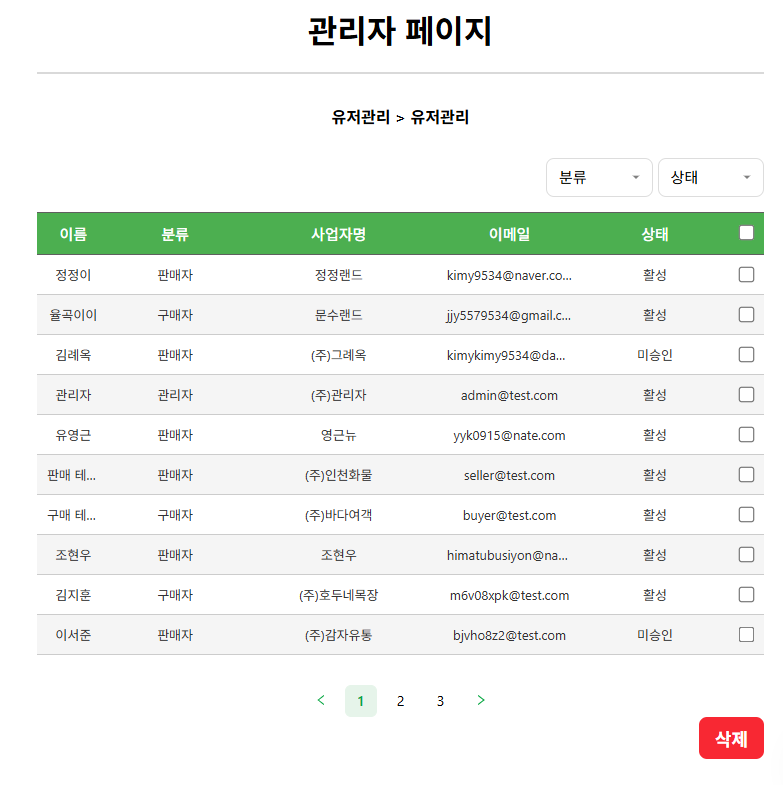 관리자 페이지
유저관리 > 유저관리
분류 상태
이름 분류 사업자명 이메일 상태
정정이 판매자 정정랜드 kimy9534@naver.co... 활성
율곡이이 구매자 문수랜드 jjy5579534@gmail.c... 활성
김례옥 판매자 (주)그례옥 kimykimy9534@da... 미승인
관리자 관리자 (주)관리자 admin@test.com 활성
유영근 판매자 영근뉴 yyk0915@nate.com 활성
판매 테... 판매자 (주)인천화물 seller@test.com 활성
구매 테... 구매자 (주)바다여객 buyer@test.com 활성
조현우 판매자 조현우 himatubusiyon@na... 활성
김지훈 구매자 (주)호두네목장 m6v08xpk@test.com 활성
이서준 판매자 (주)감자유통 bjvho8z2@test.com 미승인
< 1 2 3 >
삭제